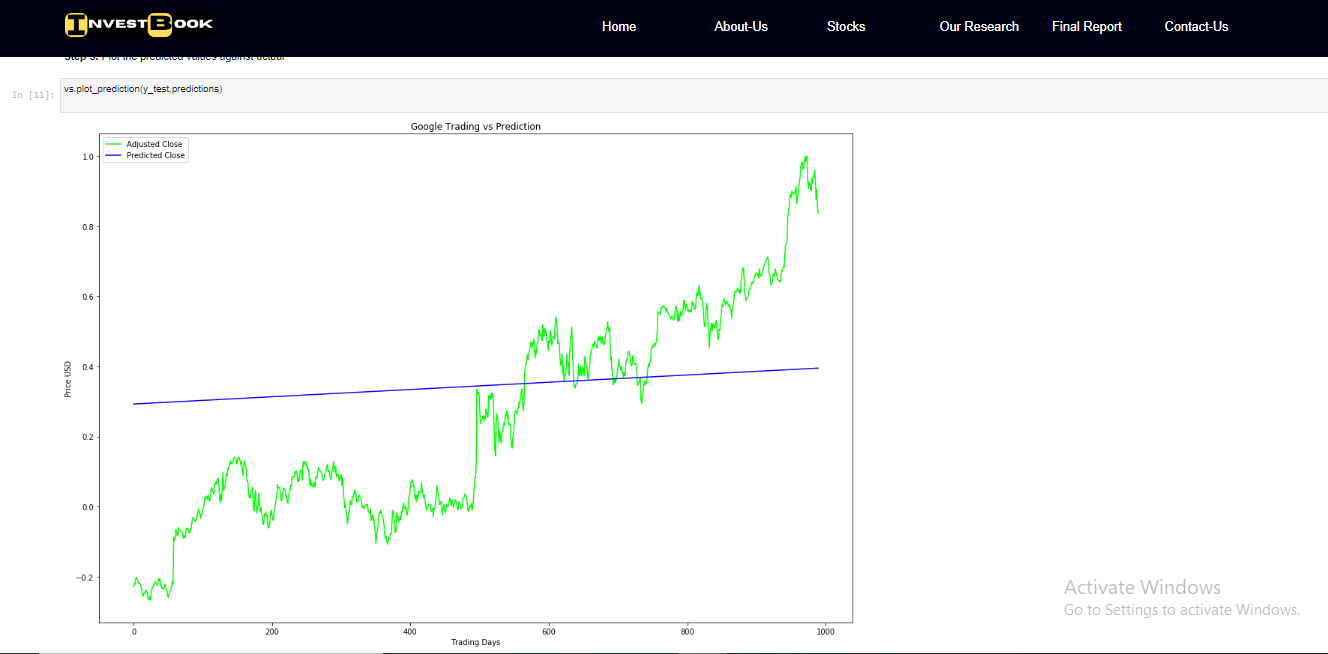 INVESTBOOK
Home About-Us Stocks Our Research Final Report Contact-Us
Step 5: Plot the predicted values against actual
In [11]:
vs.plot_prediction(y_test,predictions)
Google Trading vs Prediction
Adjusted Close
Predicted Close
1.0
0.8
0.6
0.4
0.2
0.0
−0.2
Price USD
0 200 400 600 800 1000
Trading Days
Activate Windows
Go to Settings to activate Windows.